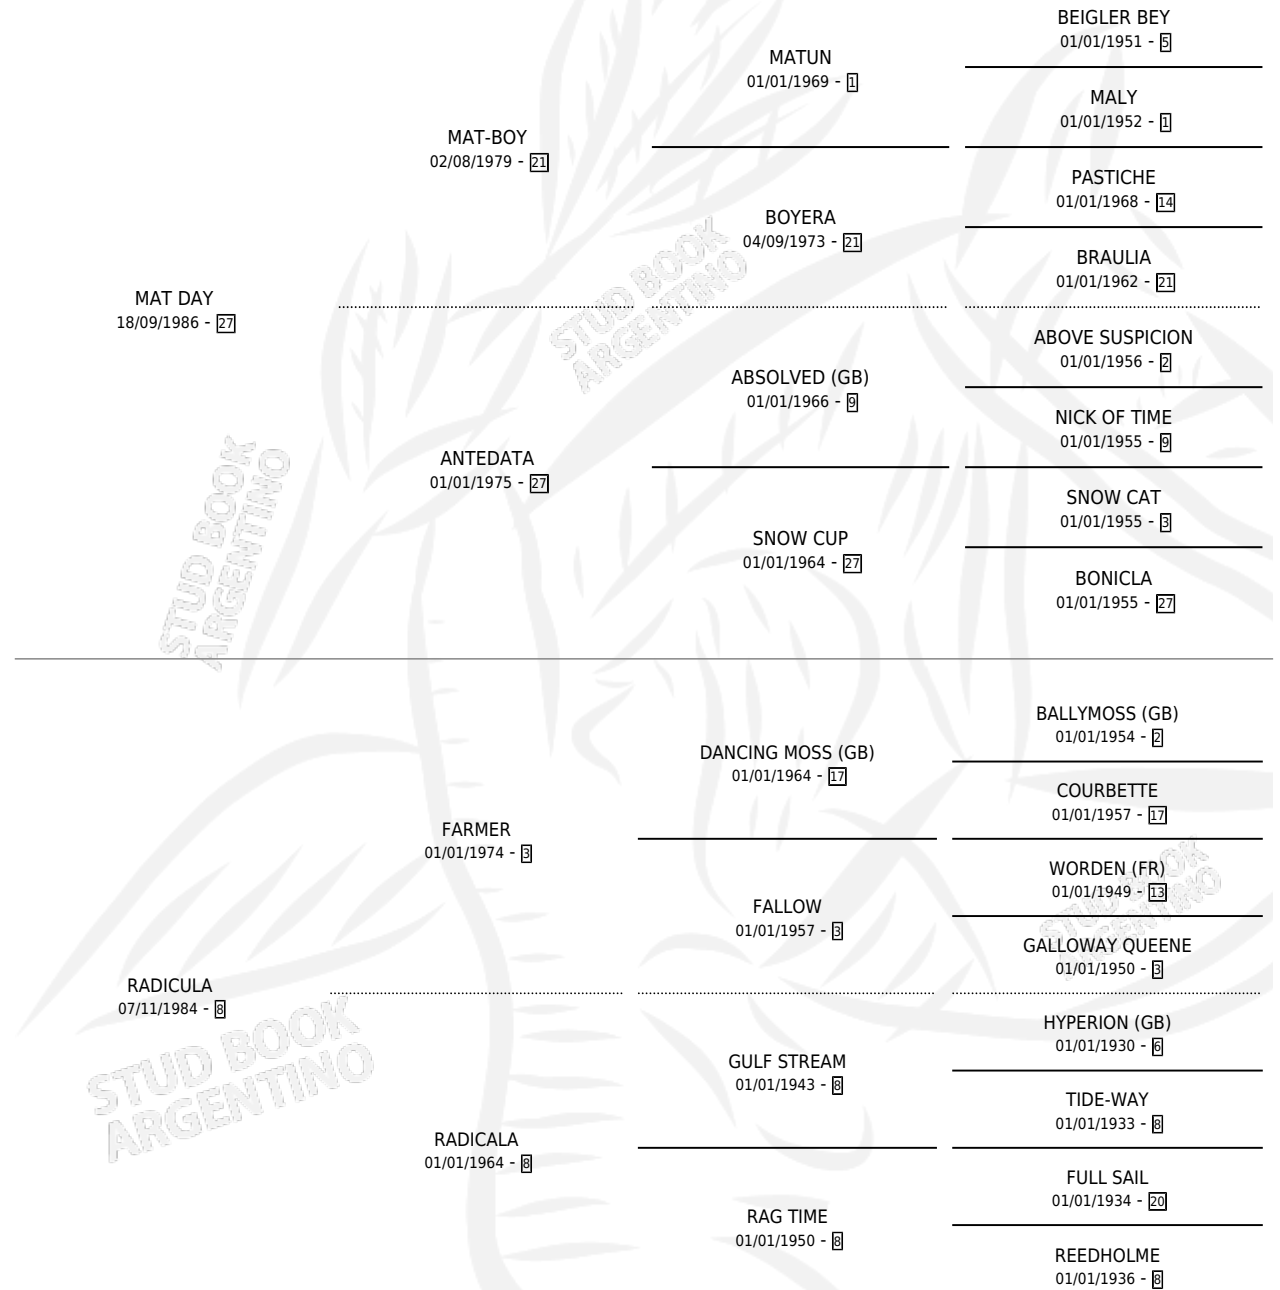 BEIGLER BEY
01/01/1951 - 5
MATUN
01/01/1969 - 1
MALY
01/01/1952 - 1
MAT-BOY
02/08/1979 - 21
PASTICHE
01/01/1968 - 14
BOYERA
04/09/1973 - 21
BRAULIA
01/01/1962 - 21
MAT DAY
18/09/1986 - 27
ABOVE SUSPICION
01/01/1956 - 2
ABSOLVED (GB)
01/01/1966 - 9
NICK OF TIME
01/01/1955 - 9
ANTEDATA
01/01/1975 - 27
SNOW CAT
01/01/1955 - 3
SNOW CUP
01/01/1964 - 27
BONICLA
01/01/1955 - 27
BALLYMOSS (GB)
01/01/1954 - 2
DANCING MOSS (GB)
01/01/1964 - 17
COURBETTE
01/01/1957 - 17
FARMER
01/01/1974 - 3
WORDEN (FR)
01/01/1949 - 13
FALLOW
01/01/1957 - 3
GALLOWAY QUEENE
01/01/1950 - 3
RADICULA
07/11/1984 - 8
HYPERION (GB)
01/01/1930 - 6
GULF STREAM
01/01/1943 - 8
TIDE-WAY
01/01/1933 - 8
RADICALA
01/01/1964 - 8
FULL SAIL
01/01/1934 - 20
RAG TIME
01/01/1950 - 8
REEDHOLME
01/01/1936 - 8
STUD BOOK
ARGENTINO
STUD BOOK
ARGENTINO
STUD BOOK
ARGENTINO
STUD BOOK
ARGENTINO